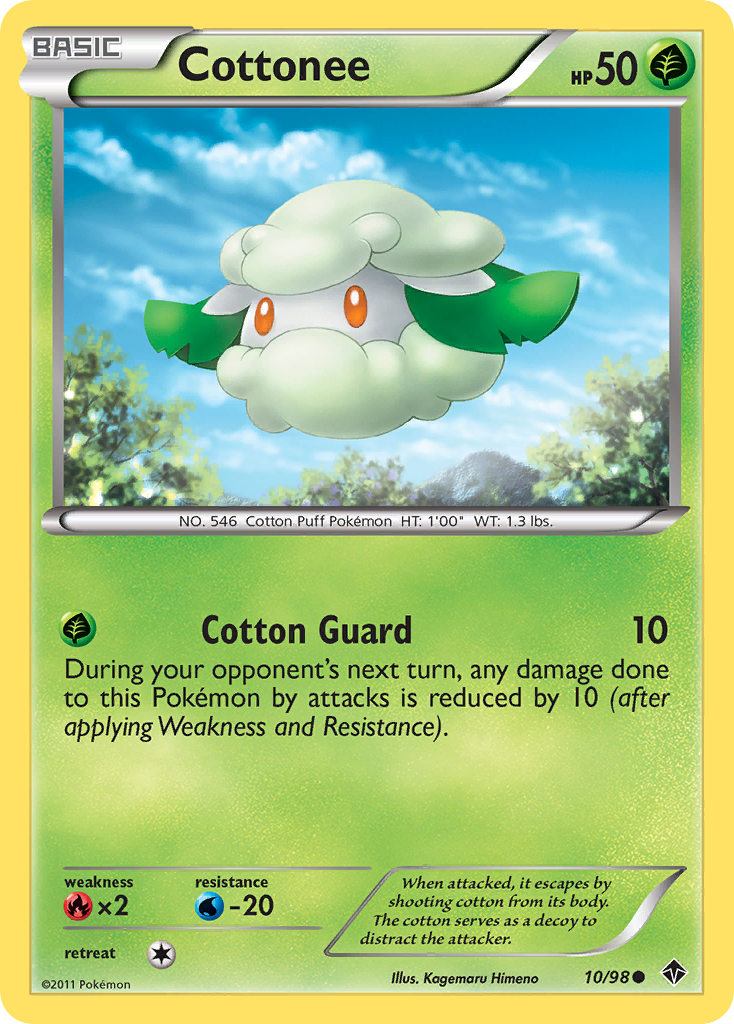 BASIC
Cottonee
HP 50
NO. 546 Cotton Puff Pokémon HT: 1'00" WT: 1.3 lbs.
Cotton Guard 10
During your opponent's next turn, any damage done
to this Pokémon by attacks is reduced by 10 (after
applying Weakness and Resistance).
weakness
×2
resistance
-20
When attacked, it escapes by
shooting cotton from its body.
The cotton serves as a decoy to
distract the attacker.
retreat
©2011 Pokémon
Illus. Kagemaru Himeno
10/98